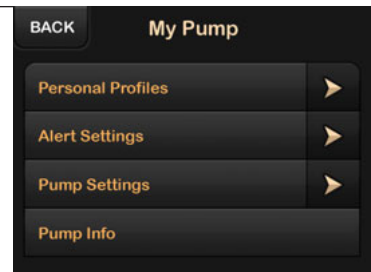 BACK
My Pump
Personal Profiles
Alert Settings
Pump Settings
Pump Info